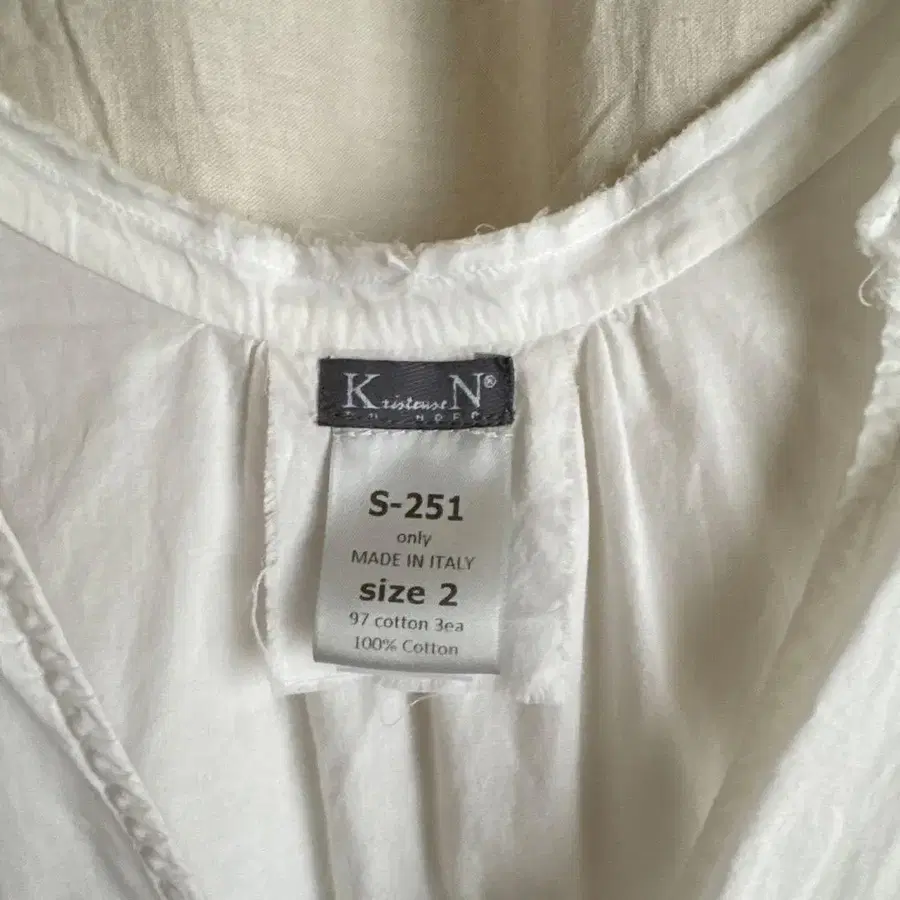 KristenseN®
S-251
only
MADE IN ITALY
size 2
97 cotton 3ea
100% Cotton